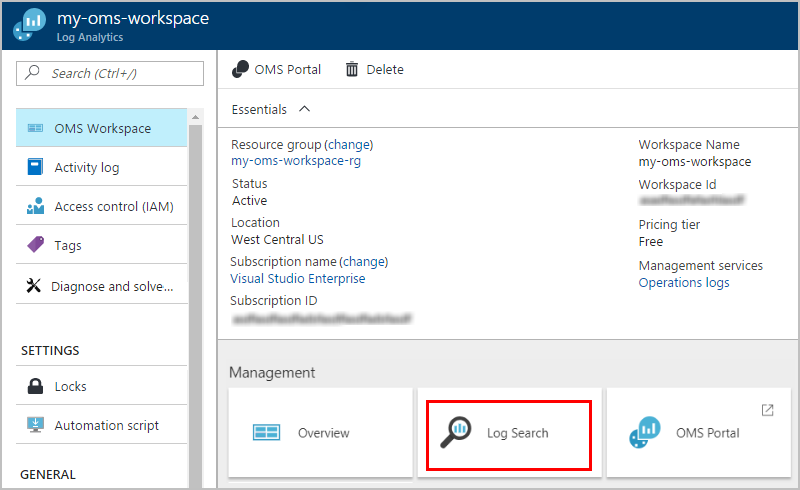 my-oms-workspace
Log Analytics
Search (Ctrl+/)
OMS Workspace
Activity log
Access control (IAM)
Tags
Diagnose and solve...
SETTINGS
Locks
Automation script
GENERAL
OMS Portal
Delete
Essentials
Resource group (change)
my-oms-workspace-rg
Status
Active
Location
West Central US
Subscription name (change)
Visual Studio Enterprise
Subscription ID
Workspace Name
my-oms-workspace
Workspace Id
Pricing tier
Free
Management services
Operations logs
Management
Overview
Log Search
OMS Portal